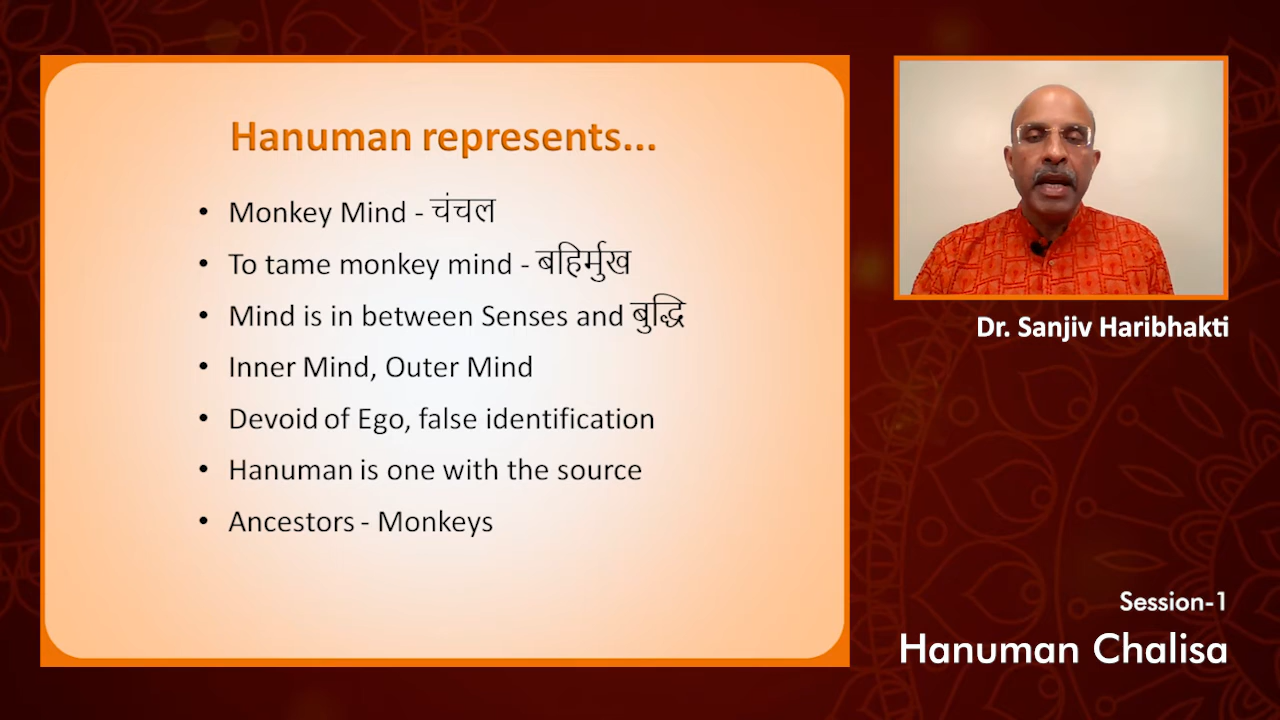 Hanuman represents...
• Monkey Mind - चंचल
• To tame monkey mind - बहिर्मुख
• Mind is in between Senses and बुद्धि
• Inner Mind, Outer Mind
• Devoid of Ego, false identification
• Hanuman is one with the source
• Ancestors - Monkeys
Dr. Sanjiv Haribhakti
Session-1
Hanuman Chalisa